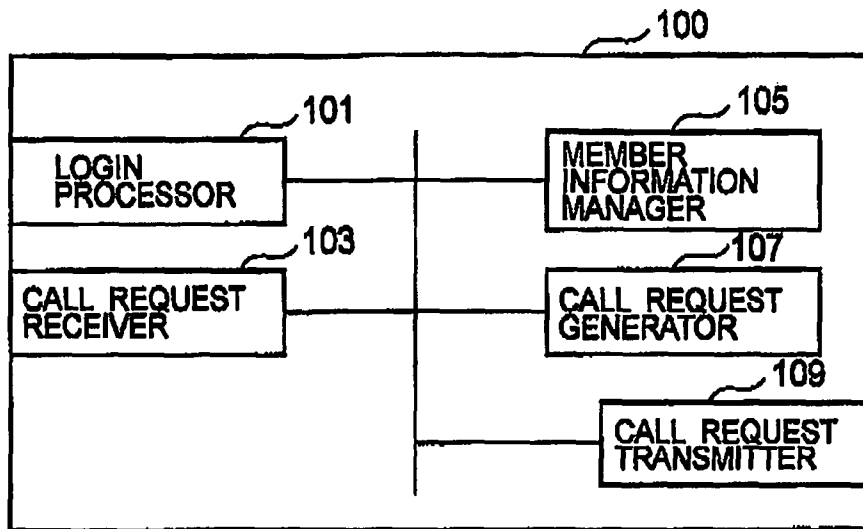 100
101
LOGIN
PROCESSOR
105
MEMBER
INFORMATION
MANAGER
103
CALL REQUEST
RECEIVER
107
CALL REQUEST
GENERATOR
109
CALL REQUEST
TRANSMITTER